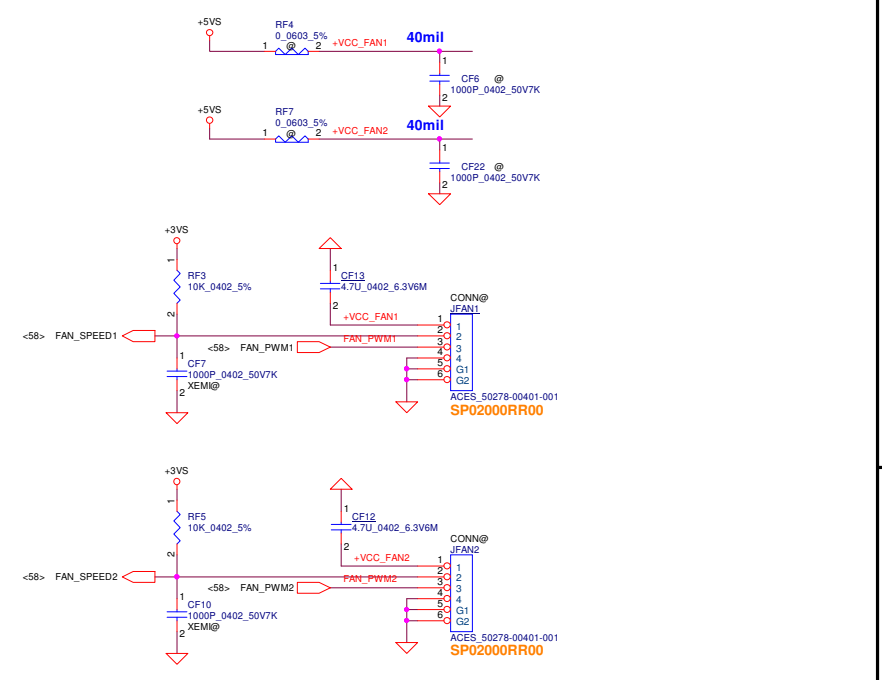 +5VS
RF4
0_0603_5%
1 @ 2
+VCC_FAN1
40mil
1
CF6 @
1000P_0402_50V7K
2
+5VS
RF7
0_0603_5%
1 @ 2
+VCC_FAN2
40mil
1
CF22 @
1000P_0402_50V7K
2
+3VS
1
RF3
10K_0402_5%
2
<58> FAN_SPEED1
1
CF7
1000P_0402_50V7K
XEMI@
2
1
CF13
4.7U_0402_6.3V6M
2
+VCC_FAN1
FAN_PWM1
<58> FAN_PWM1
CONN@
JFAN1
1 1
2 2
3 3
4 4
5 G1
6 G2
ACES_50278-00401-001
SP02000RR00
+3VS
1
RF5
10K_0402_5%
2
<58> FAN_SPEED2
1
CF10
1000P_0402_50V7K
XEMI@
2
1
CF12
4.7U_0402_6.3V6M
2
+VCC_FAN2
FAN_PWM2
<58> FAN_PWM2
CONN@
JFAN2
1 1
2 2
3 3
4 4
5 G1
6 G2
ACES_50278-00401-001
SP02000RR00